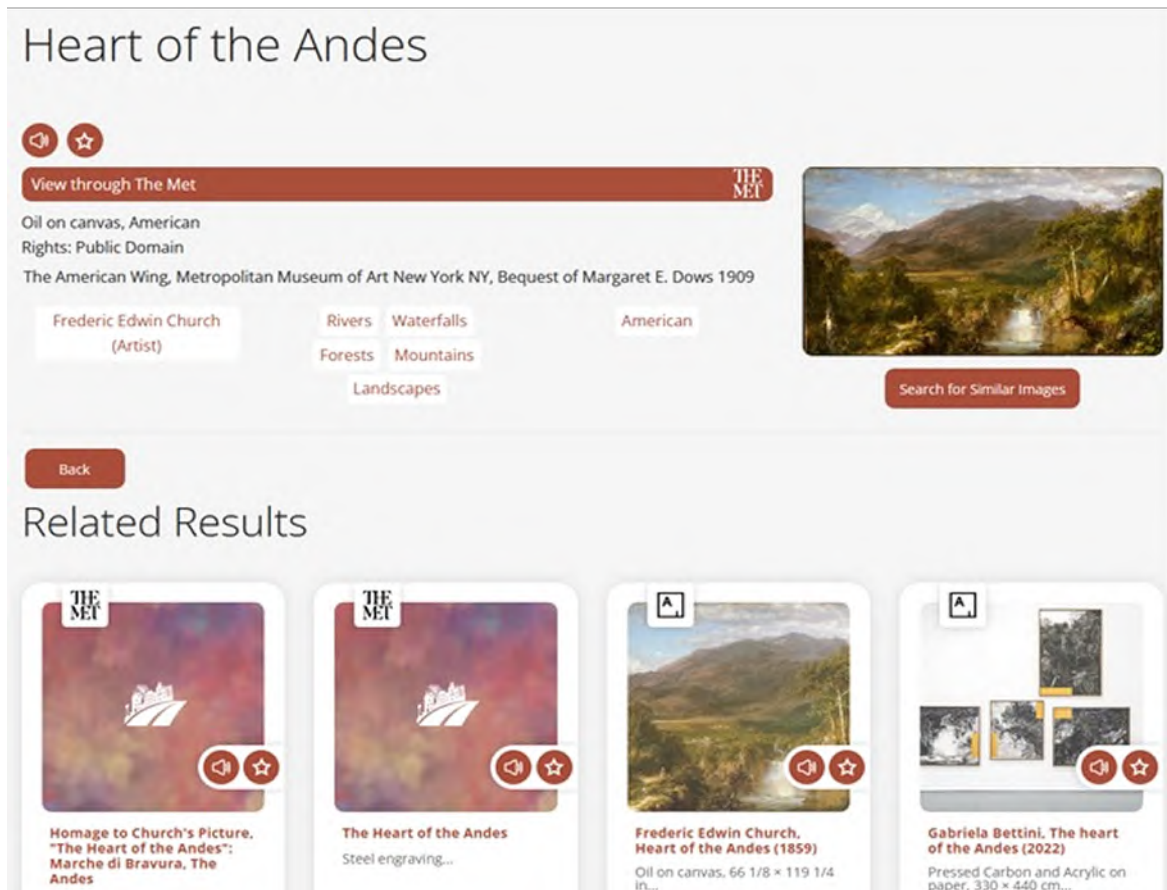 Heart of the Andes
View through The Met
THE
MET
Oil on canvas, American
Rights: Public Domain
The American Wing, Metropolitan Museum of Art New York NY, Bequest of Margaret E. Dows 1909
Frederic Edwin Church
(Artist)
Rivers Waterfalls
Forests Mountains
Landscapes
American
Search for Similar Images
Back
Related Results
THE
MET
Homage to Church's Picture,
"The Heart of the Andes":
Marche di Bravura, The
Andes
THE
MET
The Heart of the Andes
Steel engraving...
A
Frederic Edwin Church,
Heart of the Andes (1859)
Oil on canvas, 66 1/8 × 119 1/4
in...
A
Gabriela Bettini, The heart
of the Andes (2022)
Pressed Carbon and Acrylic on
paper, 330 × 440 cm...